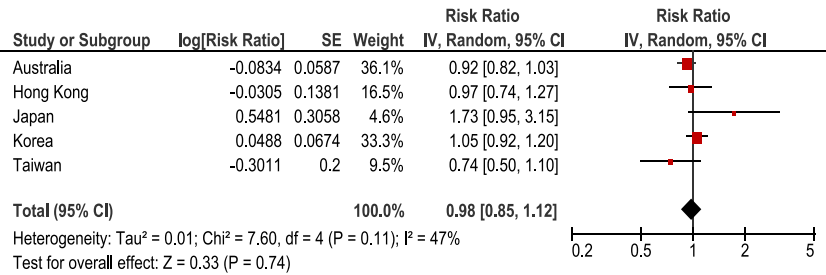 Risk Ratio Risk Ratio
Study or Subgroup log[Risk Ratio] SE Weight IV, Random, 95% CI IV, Random, 95% CI
Australia -0.0834 0.0587 36.1% 0.92 [0.82, 1.03]
Hong Kong -0.0305 0.1381 16.5% 0.97 [0.74, 1.27]
Japan 0.5481 0.3058 4.6% 1.73 [0.95, 3.15]
Korea 0.0488 0.0674 33.3% 1.05 [0.92, 1.20]
Taiwan -0.3011 0.2 9.5% 0.74 [0.50, 1.10]
Total (95% CI) 100.0% 0.98 [0.85, 1.12]
Heterogeneity: Tau² = 0.01; Chi² = 7.60, df = 4 (P = 0.11); I² = 47%
Test for overall effect: Z = 0.33 (P = 0.74)
0.2 0.5 1 2 5